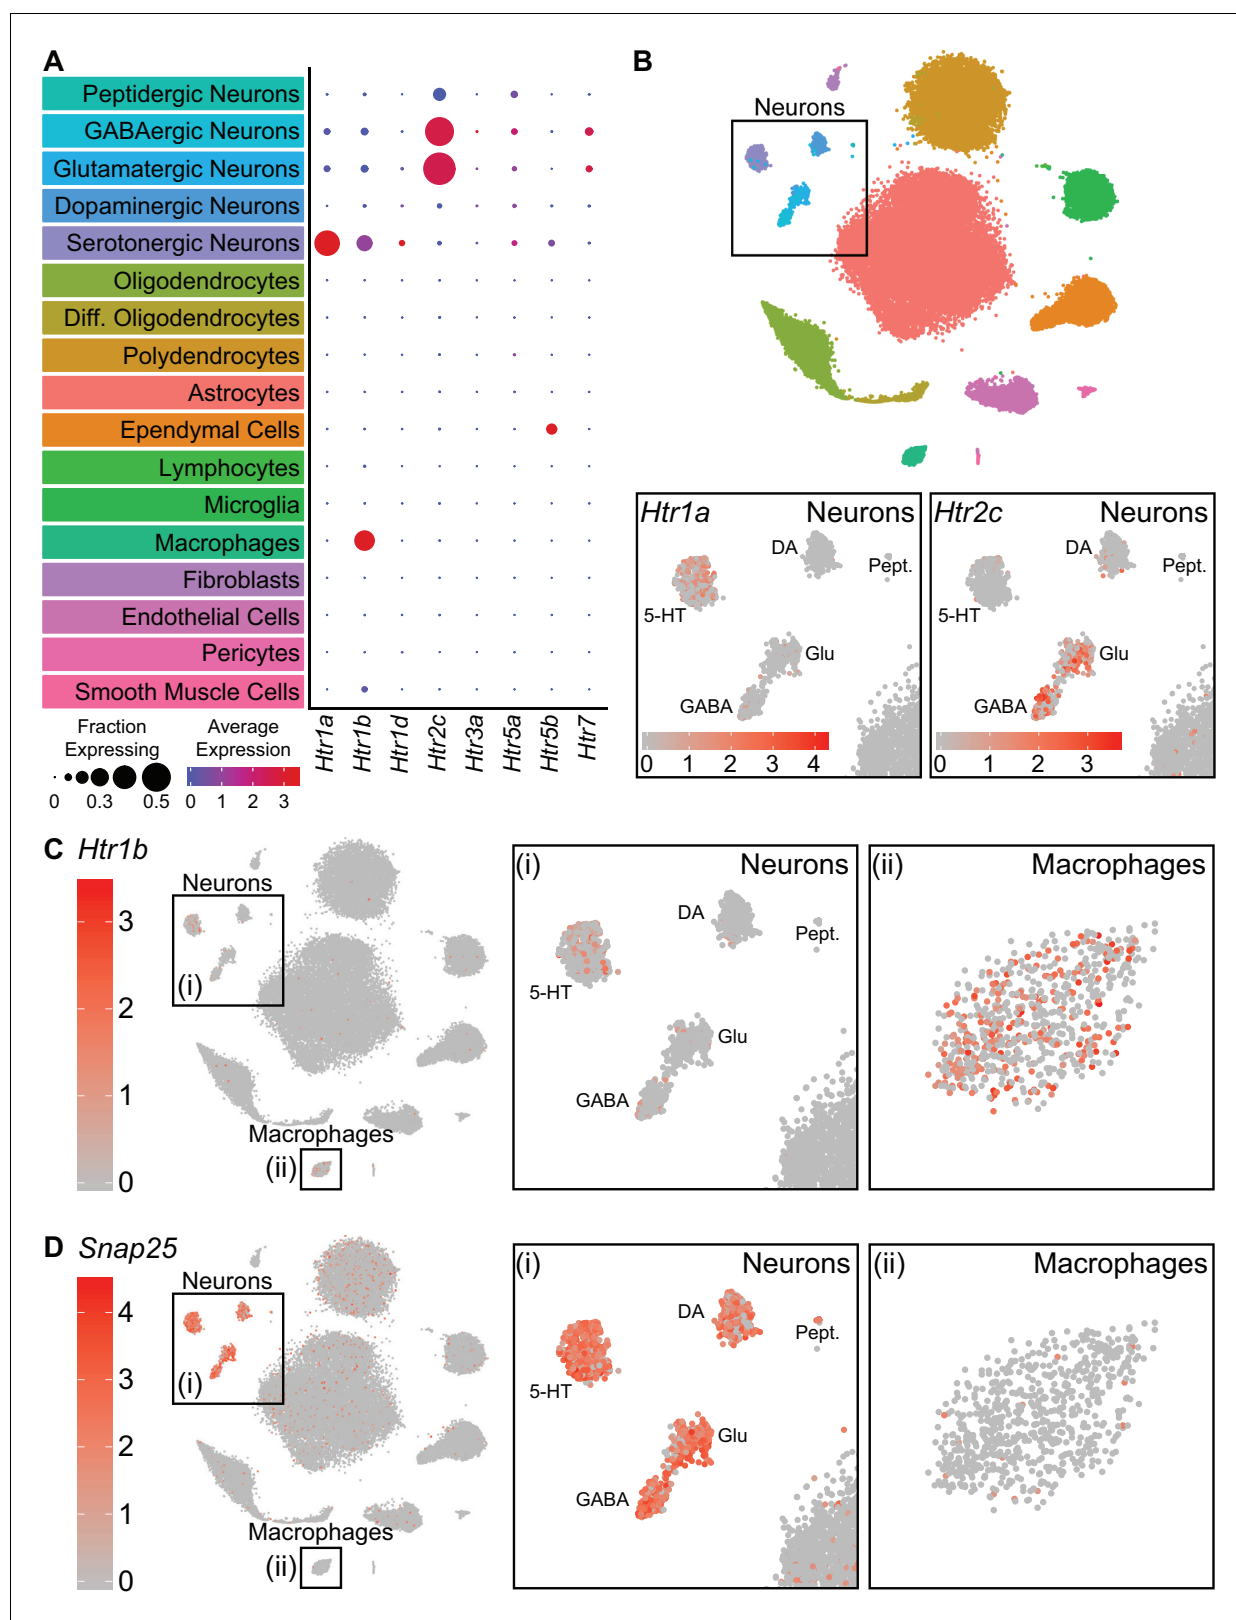 A
Peptidergic Neurons
GABAergic Neurons
Glutamatergic Neurons
Dopaminergic Neurons
Serotonergic Neurons
Oligodendrocytes
Diff. Oligodendrocytes
Polydendrocytes
Astrocytes
Ependymal Cells
Lymphocytes
Microglia
Macrophages
Fibroblasts
Endothelial Cells
Pericytes
Smooth Muscle Cells
Htr1a
Htr1b
Htr1d
Htr2c
Htr3a
Htr5a
Htr5b
Htr7
Fraction
Expressing
0 0.3 0.5
Average
Expression
0 1 2 3
B
Neurons
Htr1a Neurons
DA
Pept.
5-HT
Glu
GABA
0 1 2 3 4
Htr2c Neurons
DA
Pept.
5-HT
Glu
GABA
0 1 2 3
C Htr1b
3
2
1
0
Neurons
(i)
Macrophages
(ii)
(i) Neurons
DA
Pept.
5-HT
Glu
GABA
(ii) Macrophages
D Snap25
4
3
2
1
0
Neurons
(i)
Macrophages
(ii)
(i) Neurons
DA
Pept.
5-HT
Glu
GABA
(ii) Macrophages